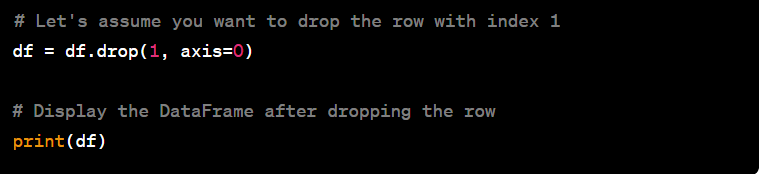 # Let's assume you want to drop the row with index 1
df = df.drop(1, axis=0)
# Display the DataFrame after dropping the row
print(df)